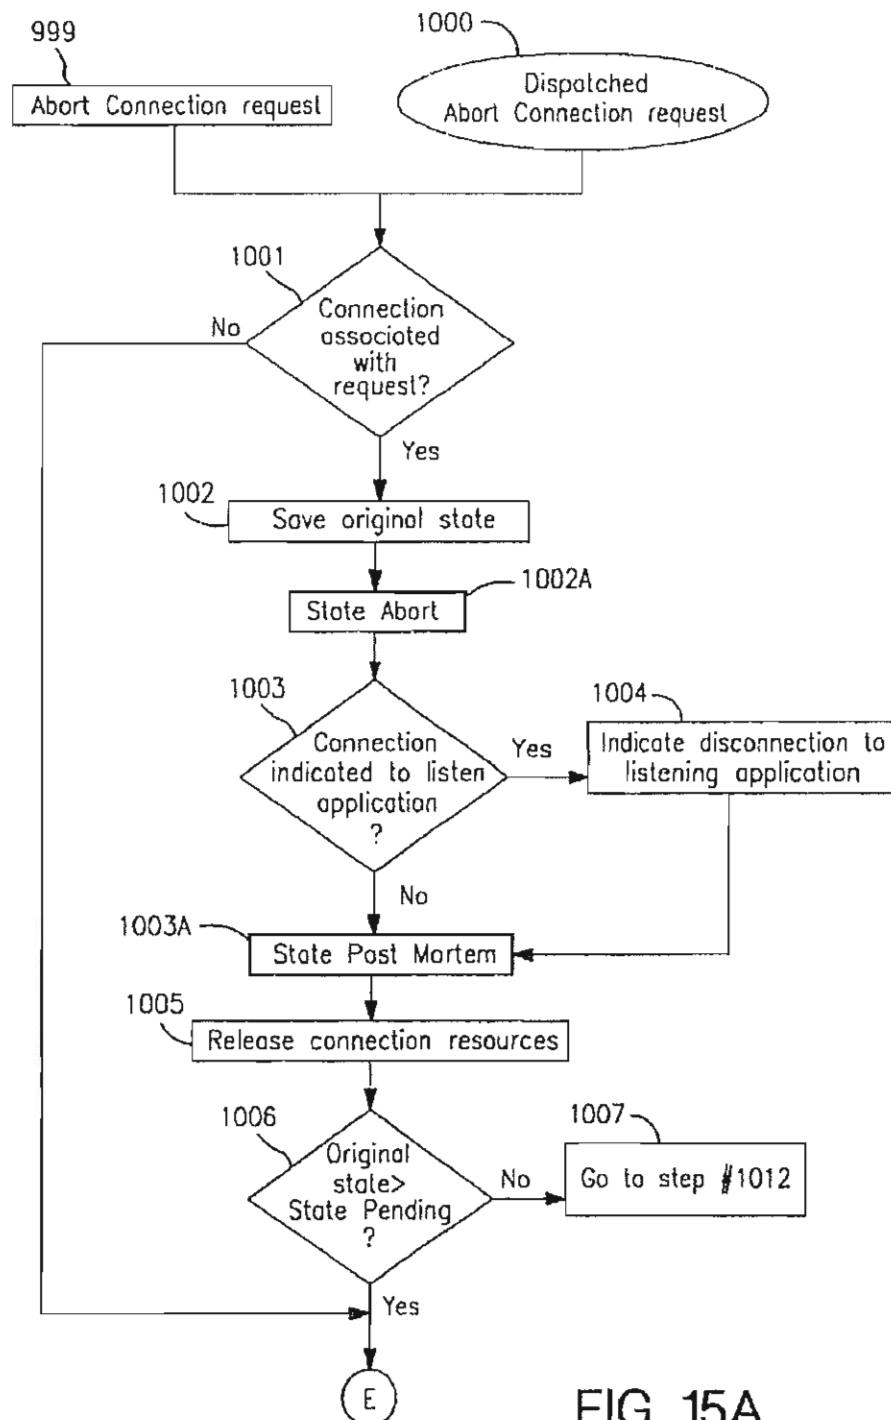 999
Abort Connection request
1000
Dispatched
Abort Connection request
1001
Connection
associated
with
request?
No
Yes
1002
Save original state
1002A
State Abort
1003
Connection
indicated to listen
application
?
Yes
1004
Indicate disconnection to
listening application
No
1003A
State Post Mortem
1005
Release connection resources
1006
Original
state>
State Pending
?
No
1007
Go to step #1012
Yes
E
FIG. 15A